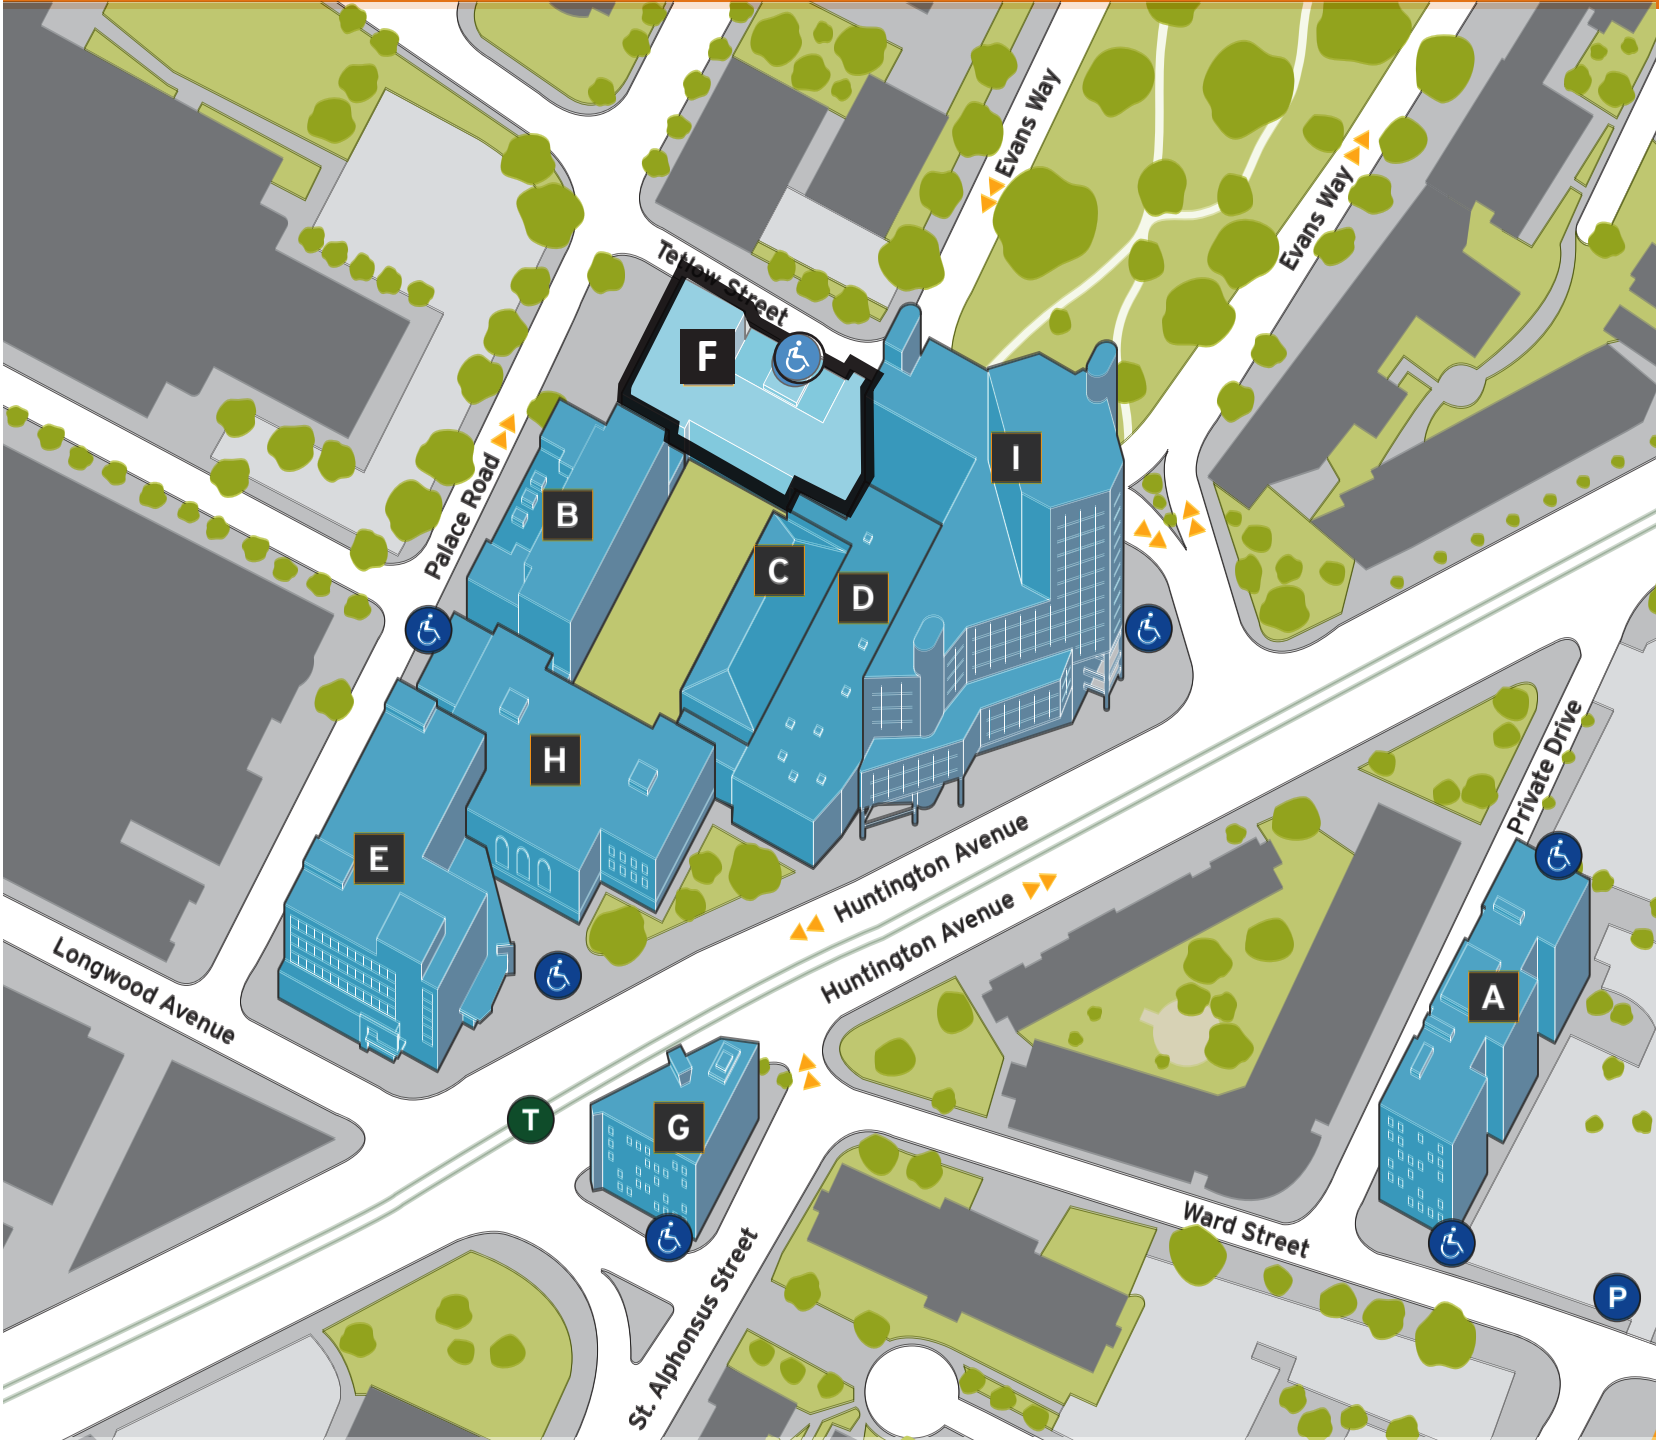 Evans Way
Evans Way
Tetlow Street
F
I
Palace Road
B
C
D
Private Drive
H
E
Huntington Avenue
Huntington Avenue
Longwood Avenue
A
T
G
Ward Street
St. Alphonsus Street
P